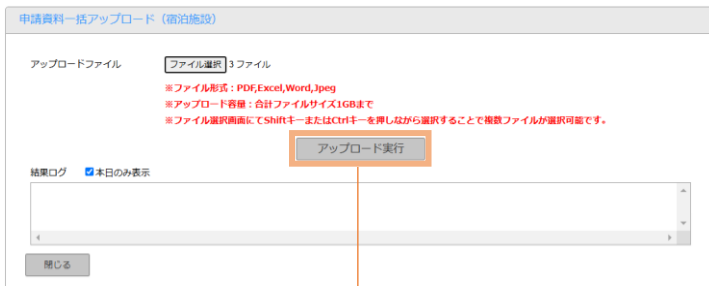 申請資料一括アップロード（宿泊施設）
アップロードファイル
ファイル選択 3 ファイル
※ファイル形式：PDF,Excel,Word,Jpeg
※アップロード容量：合計ファイルサイズ1GBまで
※ファイル選択画面にてShiftキーまたはCtrlキーを押しながら選択することで複数ファイルが選択可能です。
アップロード実行
結果ログ 本日のみ表示
閉じる